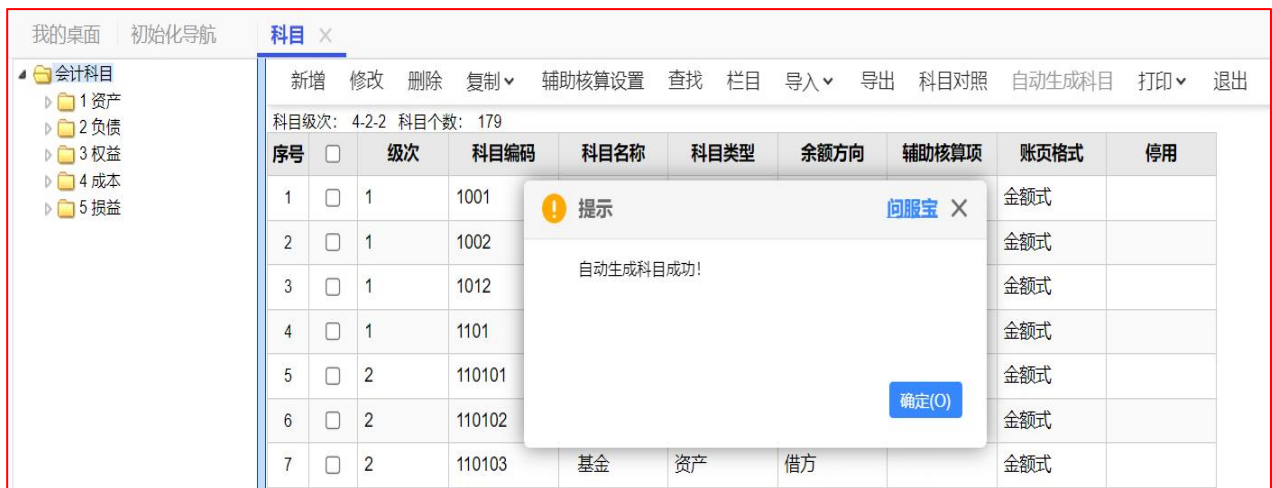 我的桌面 初始化导航 科目 ×
会计科目
1 资产
2 负债
3 权益
4 成本
5 损益
新增 修改 删除 复制 辅助核算设置 查找 栏目 导入 导出 科目对照 自动生成科目 打印 退出
科目级次: 4-2-2 科目个数: 179
序号 级次 科目编码 科目名称 科目类型 余额方向 辅助核算项 账页格式 停用
1 1 1001 金额式
2 1 1002 金额式
3 1 1012 金额式
4 1 1101 金额式
5 2 110101 金额式
6 2 110102 金额式
7 2 110103 基金 资产 借方 金额式
提示 问服宝
自动生成科目成功!
确定(O)